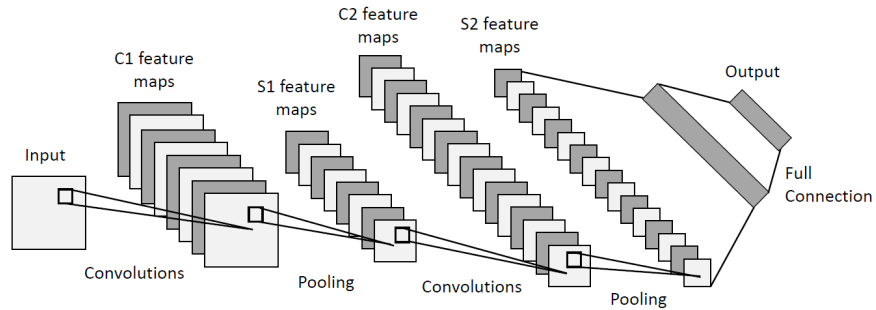 C1 feature
maps
S1 feature
maps
C2 feature
maps
S2 feature
maps
Output
Input
Full
Connection
Convolutions
Pooling
Convolutions
Pooling